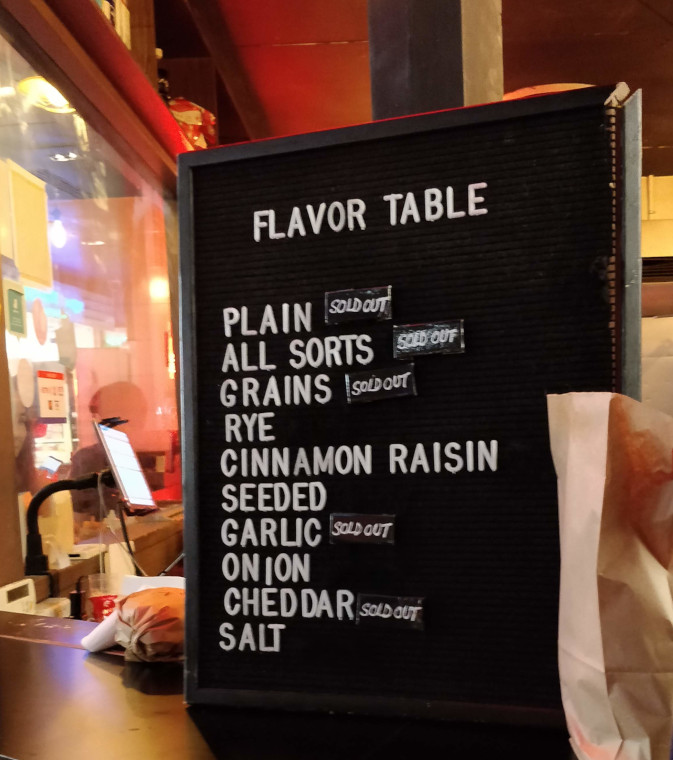 FLAVOR TABLE
PLAIN SOLD OUT
ALL SORTS SOLD OUT
GRAINS SOLD OUT
RYE
CINNAMON RAISIN
SEEDED
GARLIC SOLD OUT
ONION
CHEDDAR SOLD OUT
SALT